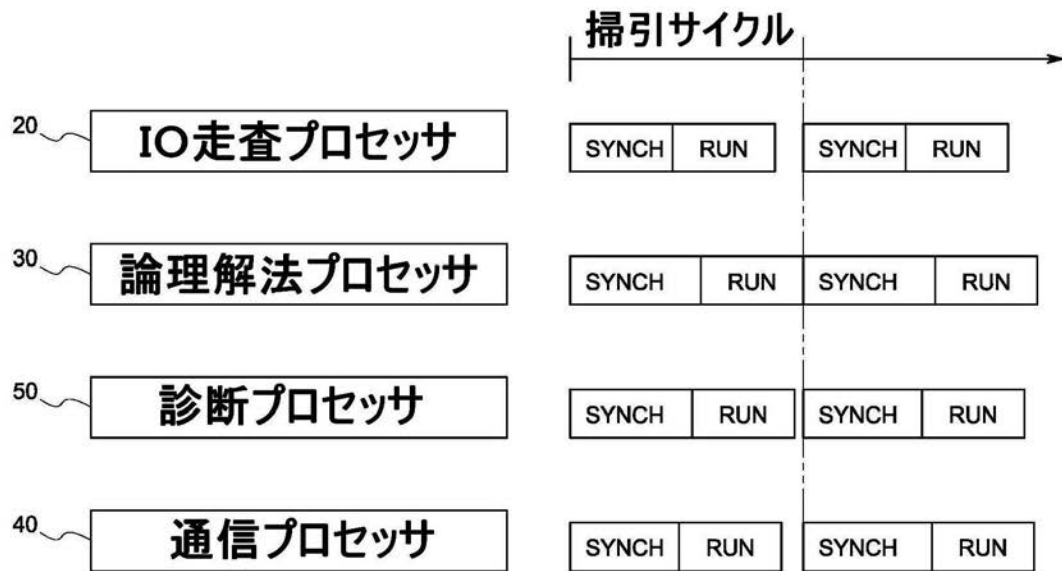 掃引サイクル
20 IO走査プロセッサ SYNCH RUN SYNCH RUN
30 論理解法プロセッサ SYNCH RUN SYNCH RUN
50 診断プロセッサ SYNCH RUN SYNCH RUN
40 通信プロセッサ SYNCH RUN SYNCH RUN